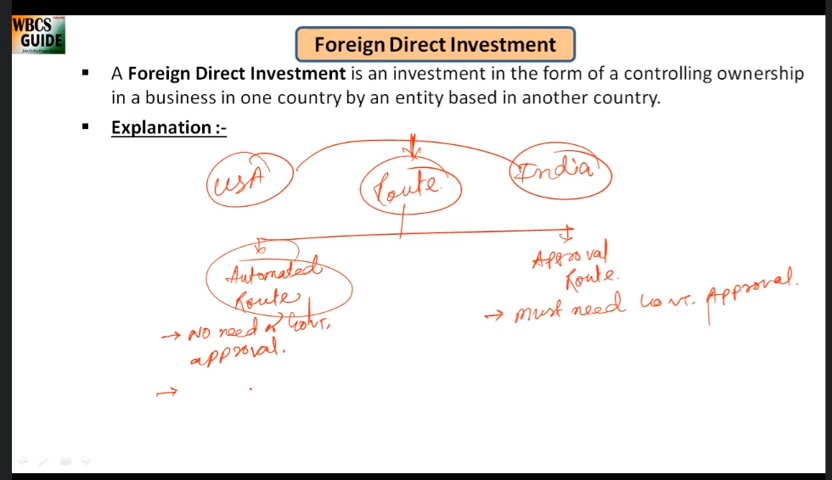 WBCS
GUIDE
Foreign Direct Investment
▪ A Foreign Direct Investment is an investment in the form of a controlling ownership
in a business in one country by an entity based in another country.
▪ Explanation :-
USA
Route
India
Automated
Route
→ No need of Govt.
approval.
→
Approval
Route.
→ Must need Govt. Approval.